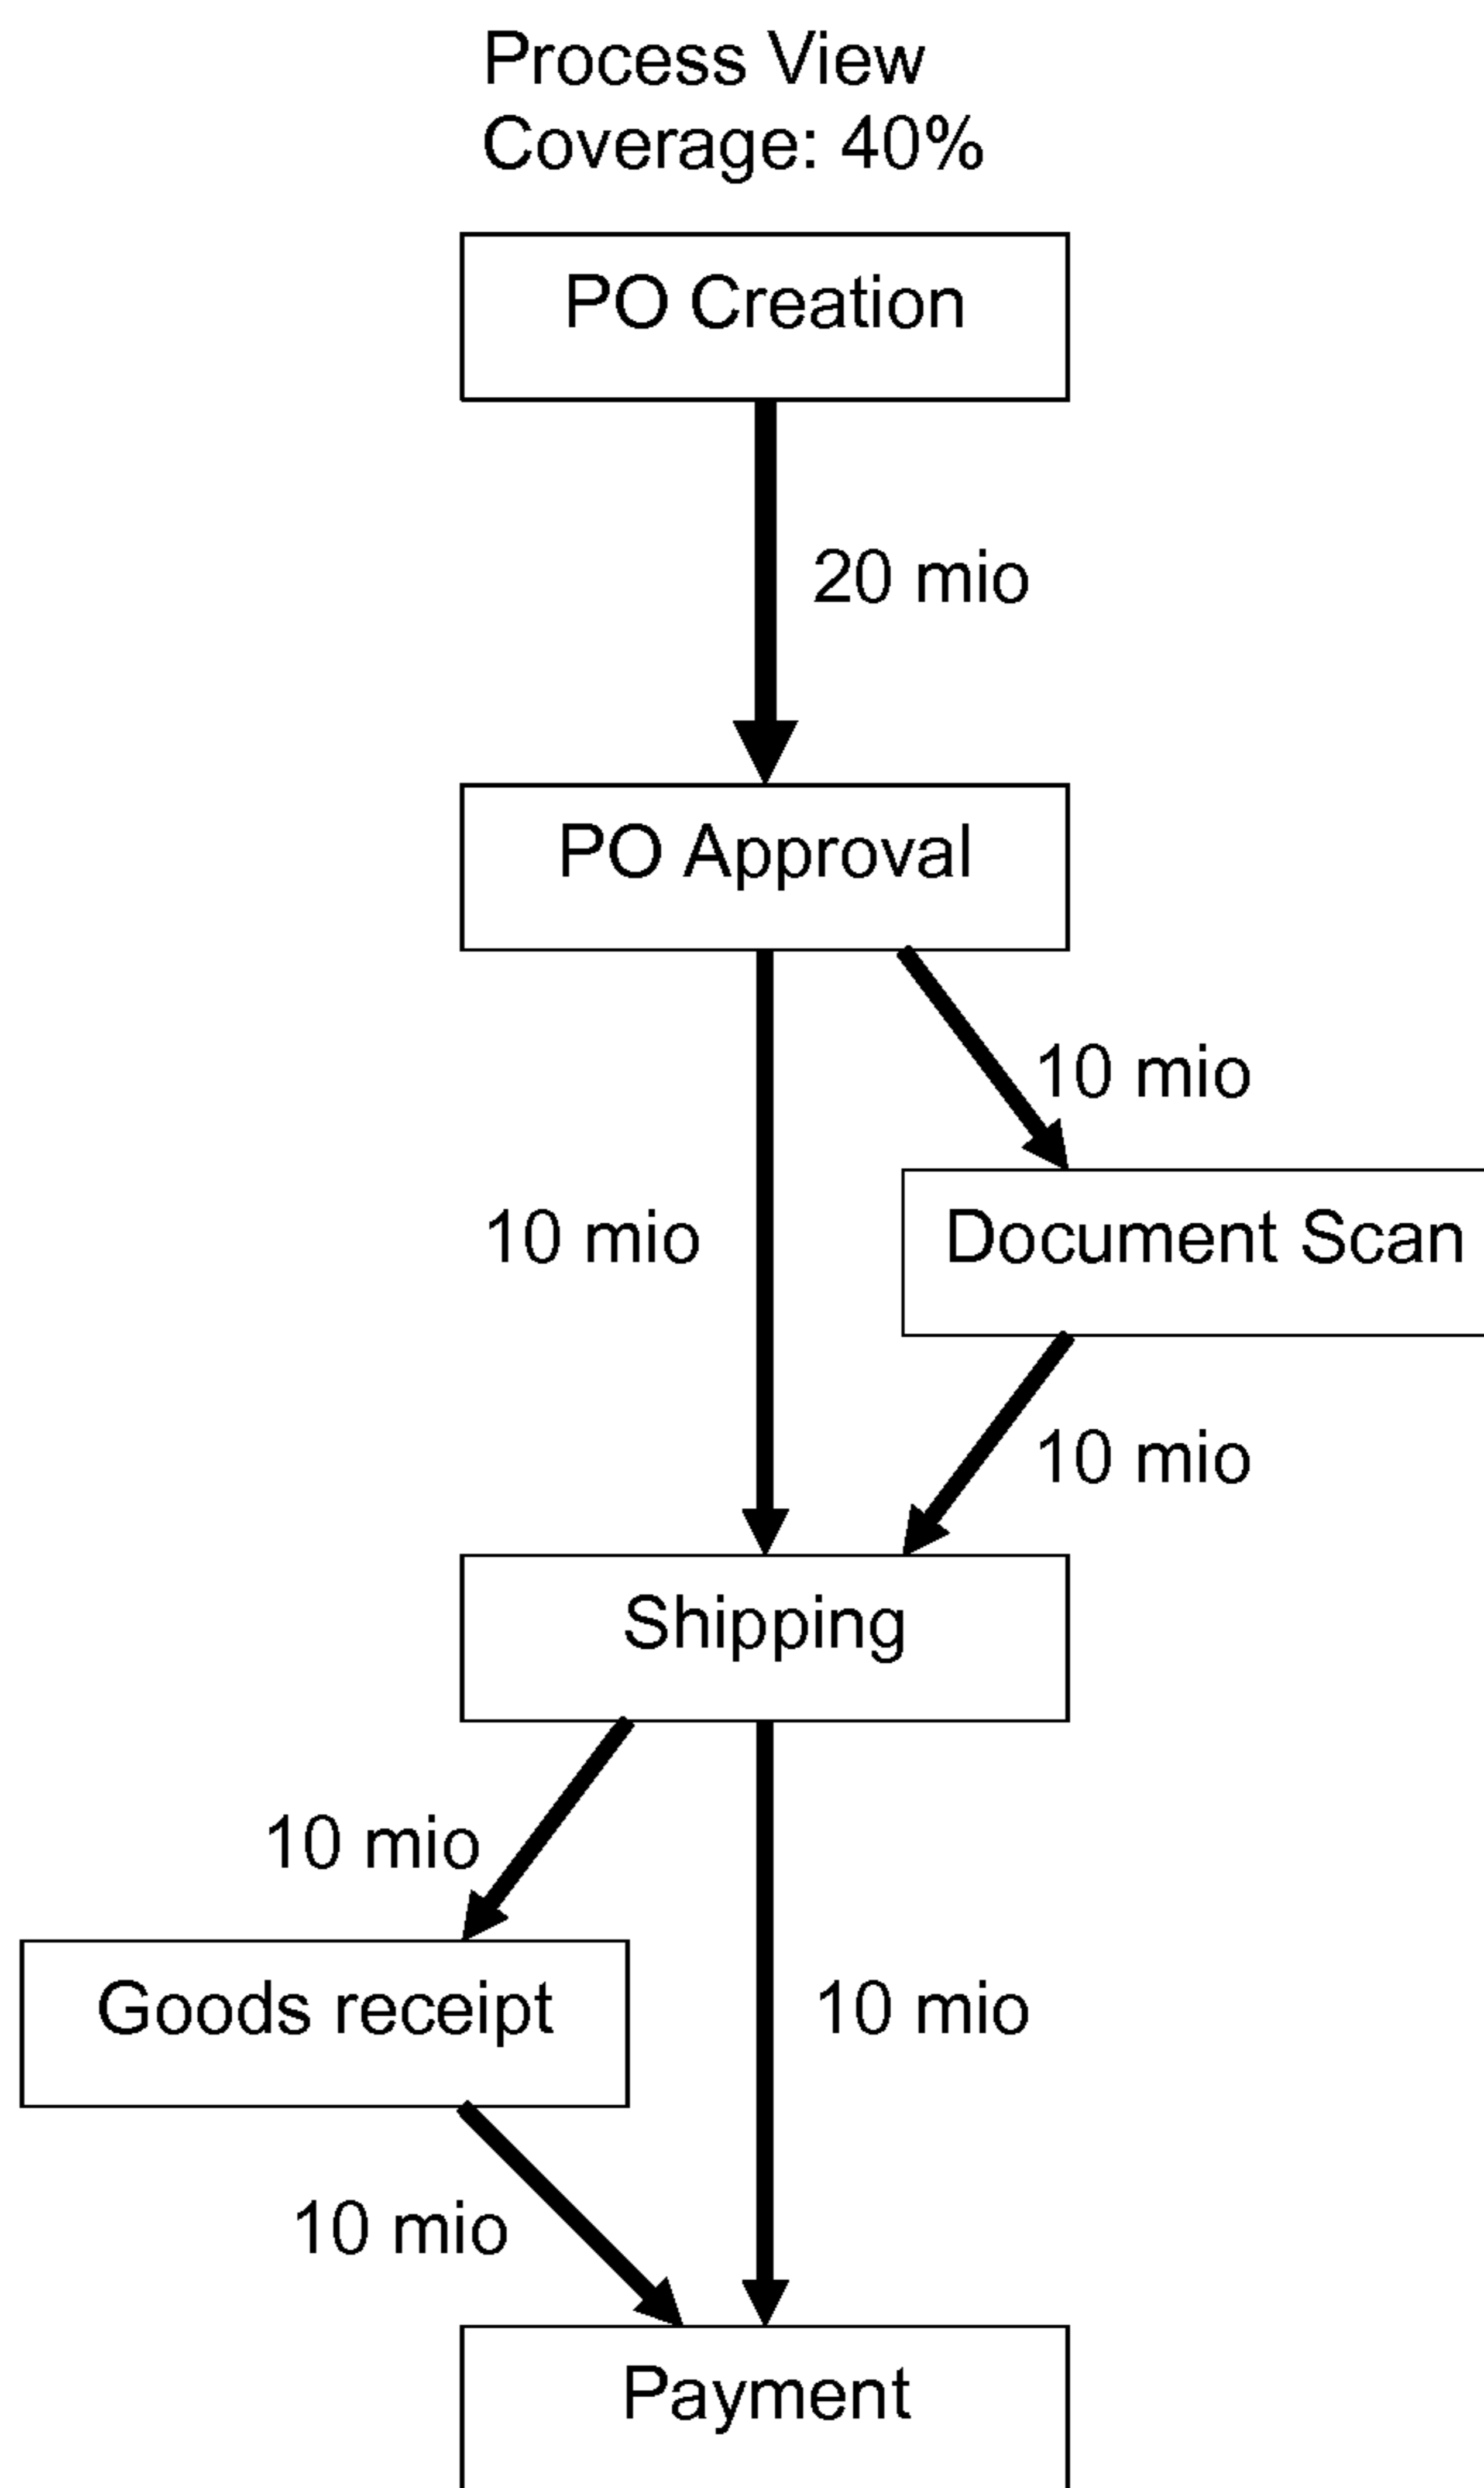 Process View
Coverage: 40%
PO Creation
20 mio
PO Approval
10 mio
10 mio
Document Scan
10 mio
Shipping
10 mio
Goods receipt
10 mio
10 mio
Payment